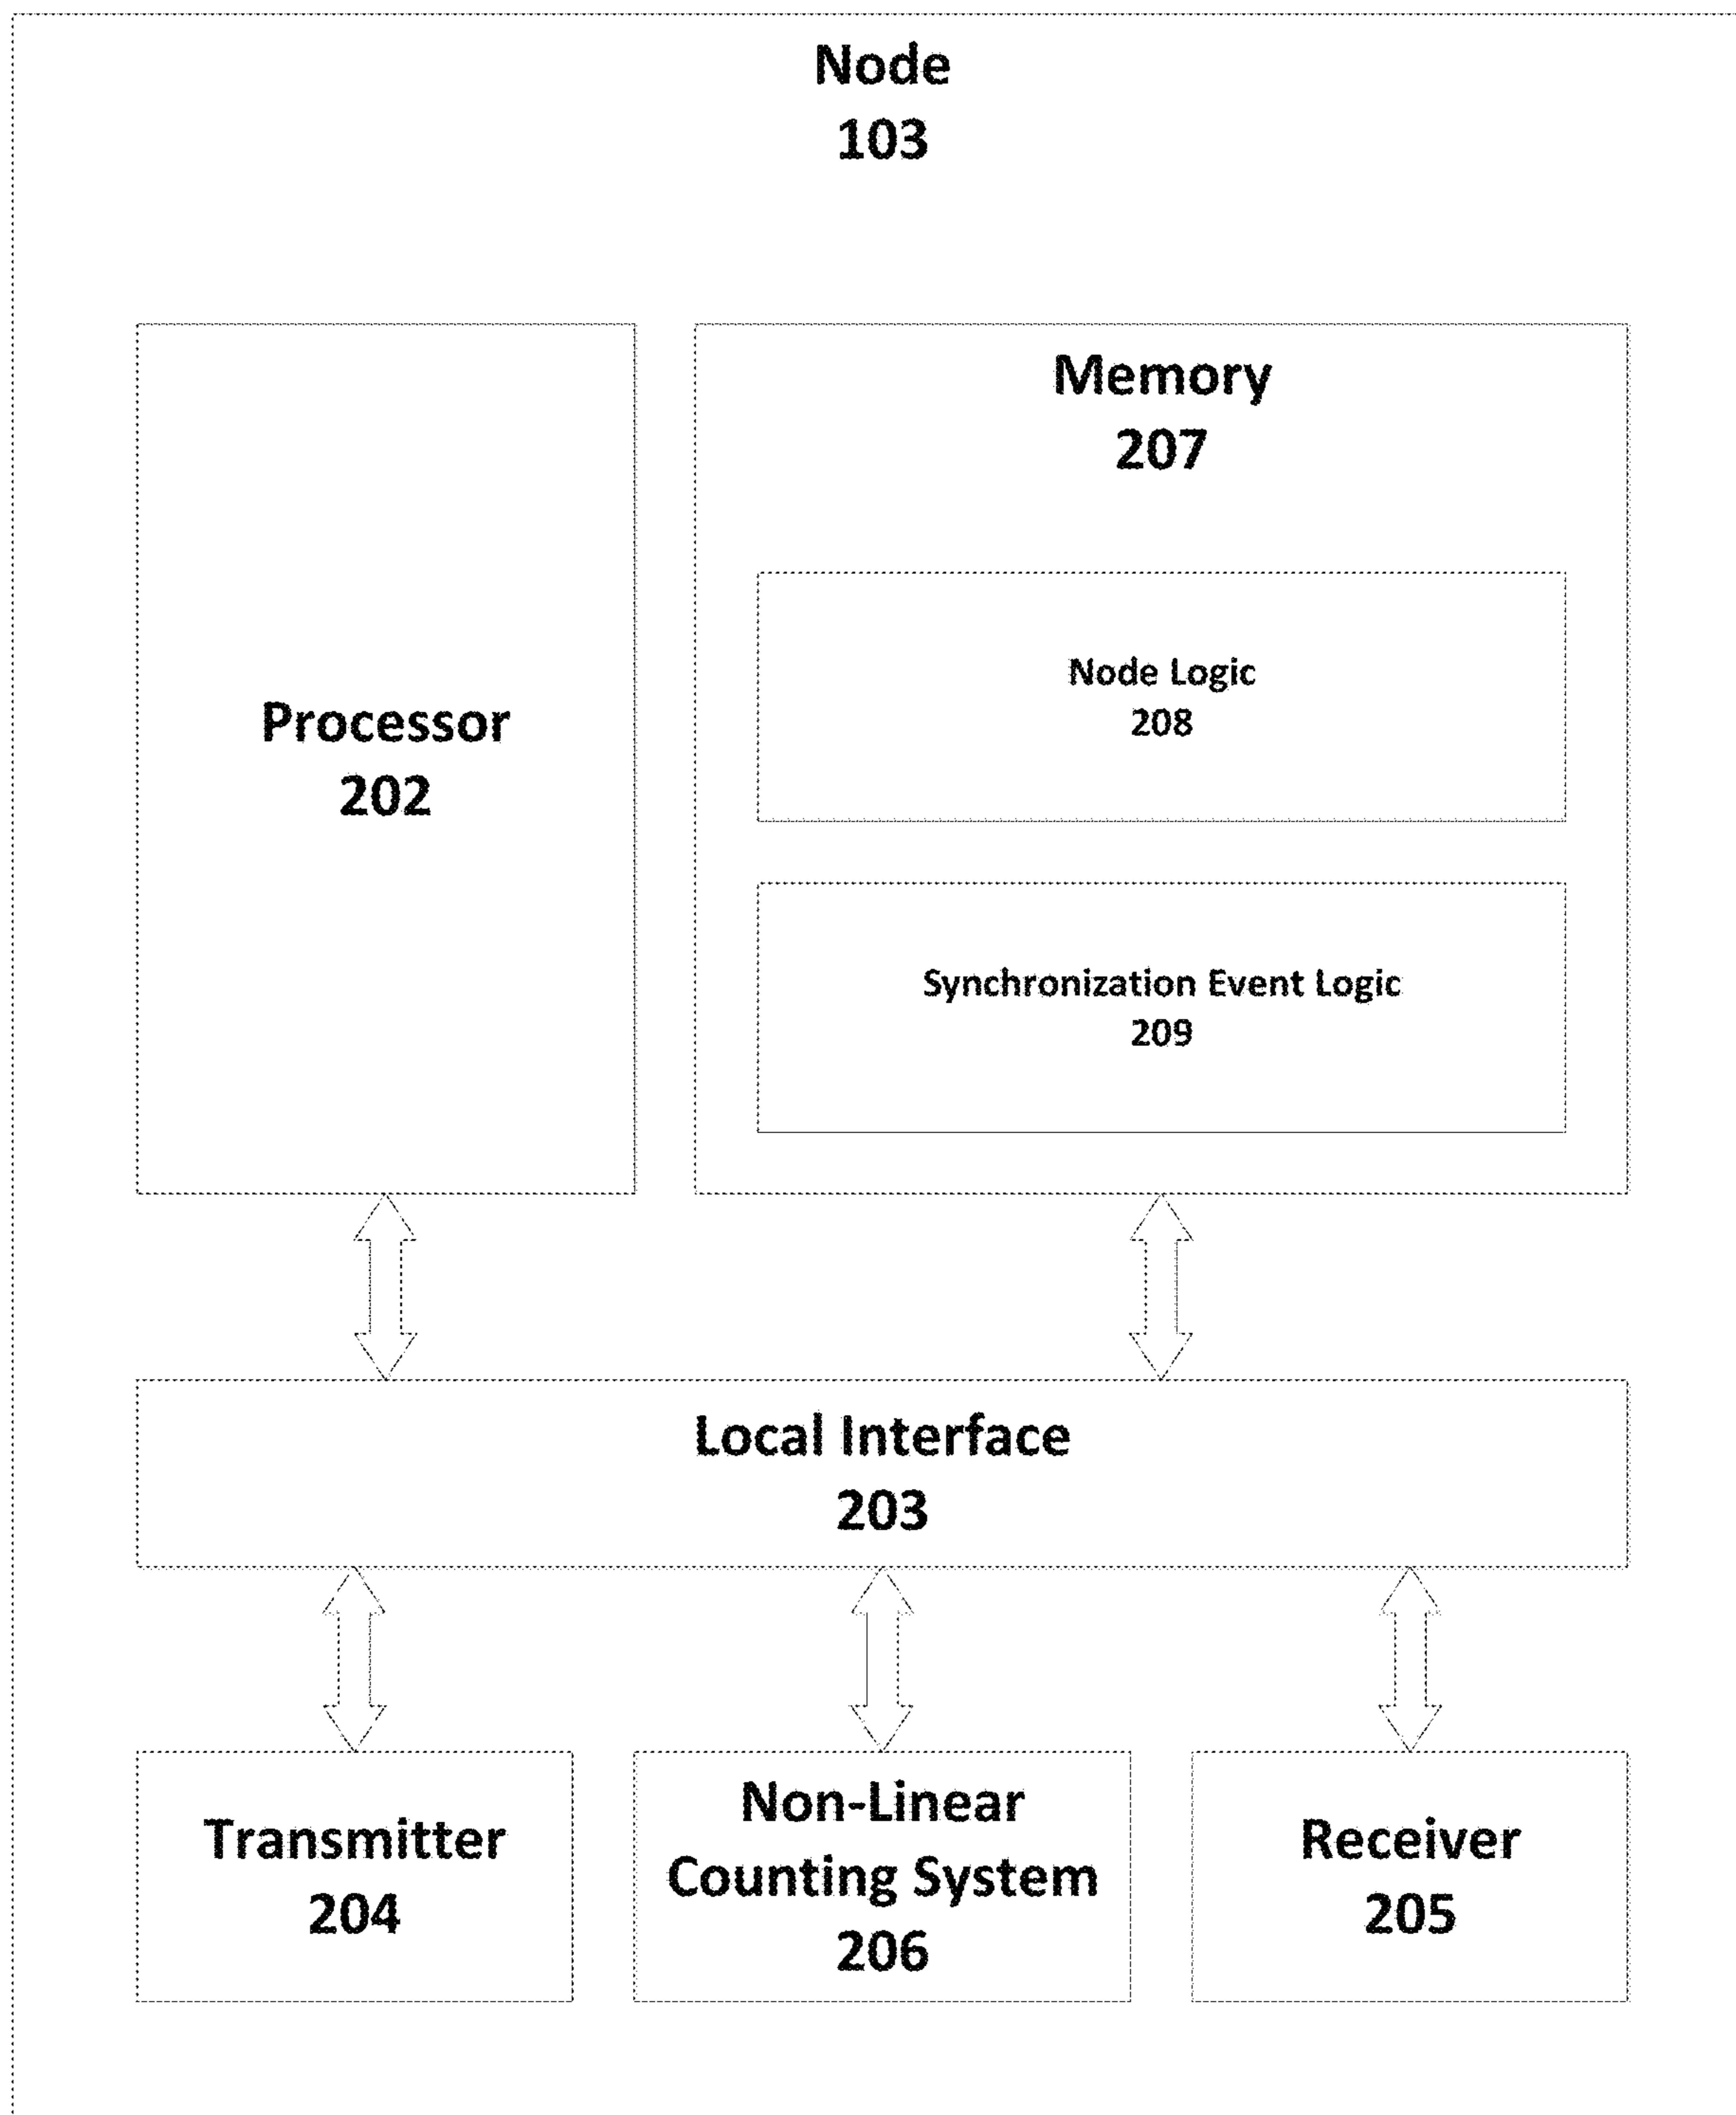 Node
103
Processor
202
Memory
207
Node Logic
208
Synchronization Event Logic
209
Local Interface
203
Transmitter
204
Non-Linear
Counting System
206
Receiver
205